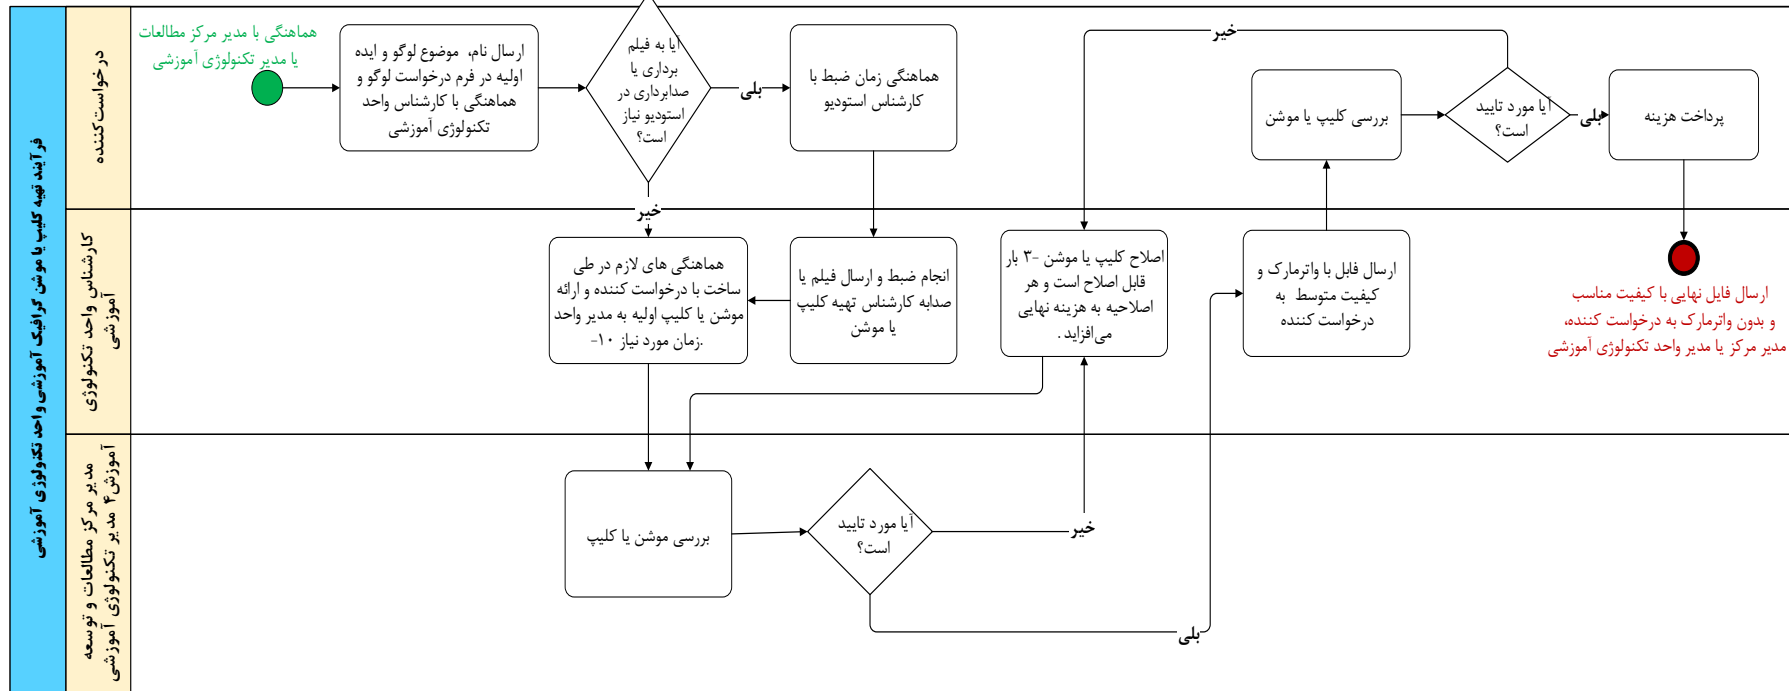 فرآیند تهیه کلیپ یا موشن گرافیک آموزشی واحد تکنولوژی آموزشی
درخواست‌کننده
هماهنگی با مدیر مرکز مطالعات
یا مدیر تکنولوژی آموزشی
ارسال نام، موضوع لوگو و ایده
اولیه در فرم درخواست لوگو و
هماهنگی با کارشناس واحد
تکنولوژی آموزشی
آیا به فیلم
برداری یا
صدابرداری در
استودیو نیاز
است؟
بلی
هماهنگی زمان ضبط با
کارشناس استودیو
خیر
بررسی کلیپ یا موشن
آیا مورد تایید
است؟
بلی
پرداخت هزینه
خیر
کارشناس واحد تکنولوژی
آموزشی
هماهنگی های لازم در طی
ساخت با درخواست کننده و ارائه
موشن یا کلیپ اولیه به مدیر واحد
.زمان مورد نیاز ۱۰-
انجام ضبط و ارسال فیلم یا
صدابه کارشناس تهیه کلیپ
یا موشن
اصلاح کلیپ یا موشن -۳ بار
قابل اصلاح است و هر
اصلاحیه به هزینه نهایی
می‌افزاید.
ارسال فایل با واترمارک و
کیفیت متوسط به
درخواست کننده
ارسال فایل نهایی با کیفیت مناسب
و بدون واترمارک به درخواست کننده،
مدیر مرکز یا مدیر واحد تکنولوژی آموزشی
مدیر مرکز مطالعات و توسعه
آموزش۴ مدیر تکنولوژی آموزشی
بررسی موشن یا کلیپ
آیا مورد تایید
است؟
خیر
بلی